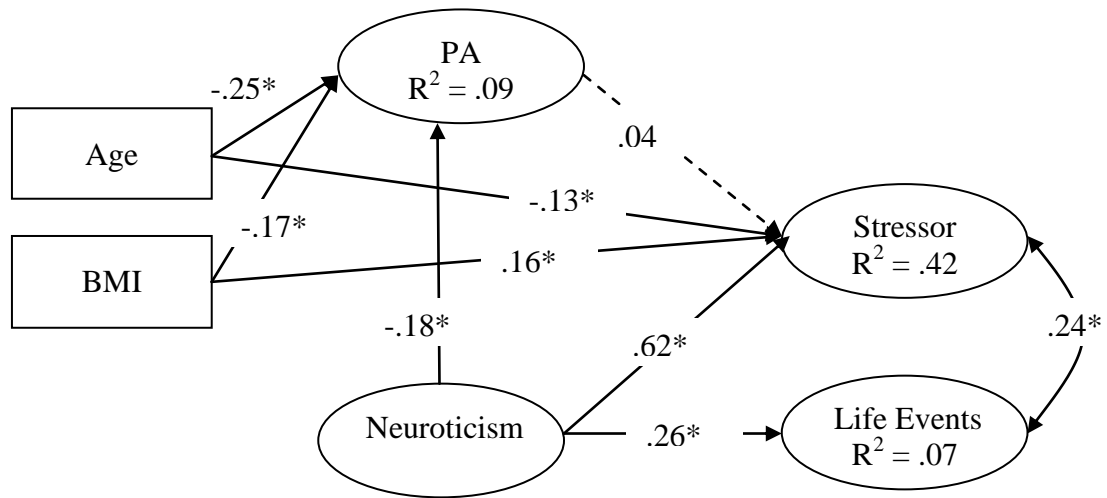 PA
R² = .09
-.25*
Age
.04
-.13*
-.17*
Stressor
R² = .42
BMI
.16*
-.18*
.62*
.24*
Neuroticism
.26*
Life Events
R² = .07